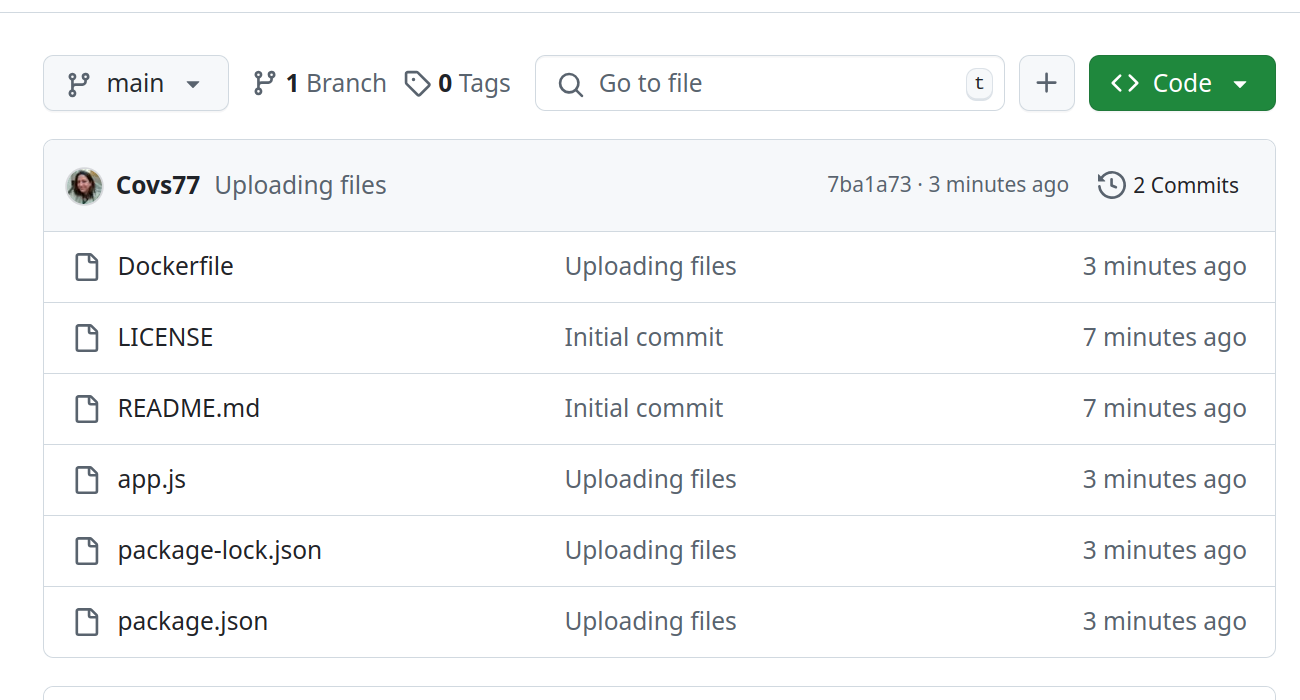 main 1 Branch 0 Tags Go to file t Code
Covs77 Uploading files 7ba1a73 · 3 minutes ago 2 Commits
Dockerfile Uploading files 3 minutes ago
LICENSE Initial commit 7 minutes ago
README.md Initial commit 7 minutes ago
app.js Uploading files 3 minutes ago
package-lock.json Uploading files 3 minutes ago
package.json Uploading files 3 minutes ago